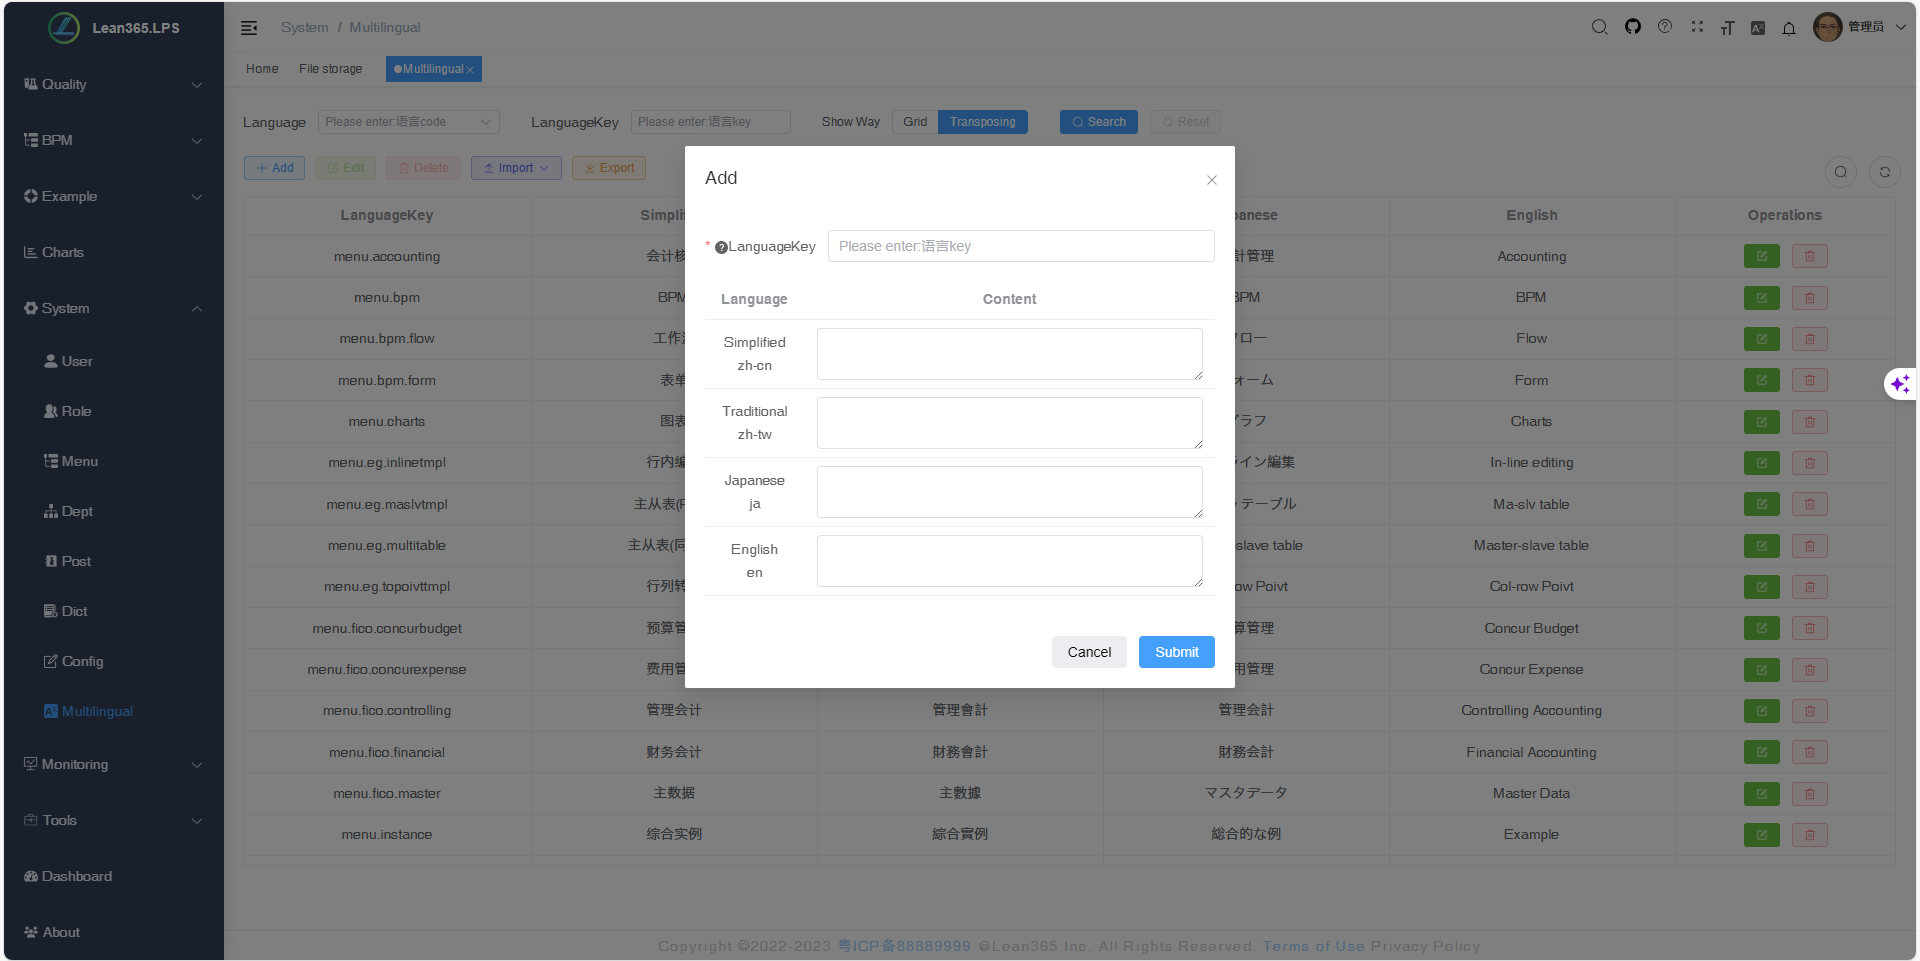 Lean365.LPS
System / Multilingual
管理员
Home File storage Multilingual
Quality
BPM
Example
Charts
System
User
Role
Menu
Dept
Post
Dict
Config
Multilingual
Monitoring
Tools
Dashboard
About
Language Please enter:语言code LanguageKey Please enter:语言key Show Way Grid Transposing Search Reset
Add Edit Delete Import Export
Add
* LanguageKey Please enter:语言key
Language Content
Simplified
zh-cn
Traditional
zh-tw
Japanese
ja
English
en
Cancel Submit
LanguageKey English Operations
menu.accounting 会计 計管理 Accounting
menu.bpm BPM BPM BPM
menu.bpm.flow 工作 ロー Flow
menu.bpm.form 表单 ォーム Form
menu.charts 图表 ラフ Charts
menu.eg.inlinetmpl 行内编 イン編集 In-line editing
menu.eg.maslvtmpl 主从表( テーブル Ma-slv table
menu.eg.multitable 主从表(同 slave table Master-slave table
menu.eg.topoivttmpl 行列转 ow Poivt Col-row Poivt
menu.fico.concurbudget 预算管 算管理 Concur Budget
menu.fico.concurexpense 费用管 用管理 Concur Expense
menu.fico.controlling 管理会计 管理會計 管理会計 Controlling Accounting
menu.fico.financial 财务会计 財務會計 財務会計 Financial Accounting
menu.fico.master 主数据 主數據 マスタデータ Master Data
menu.instance 综合实例 綜合實例 総合的な例 Example
Copyright ©2022-2023 粤ICP备88889999 @Lean365 Inc. All Rights Reserved. Terms of Use Privacy Policy